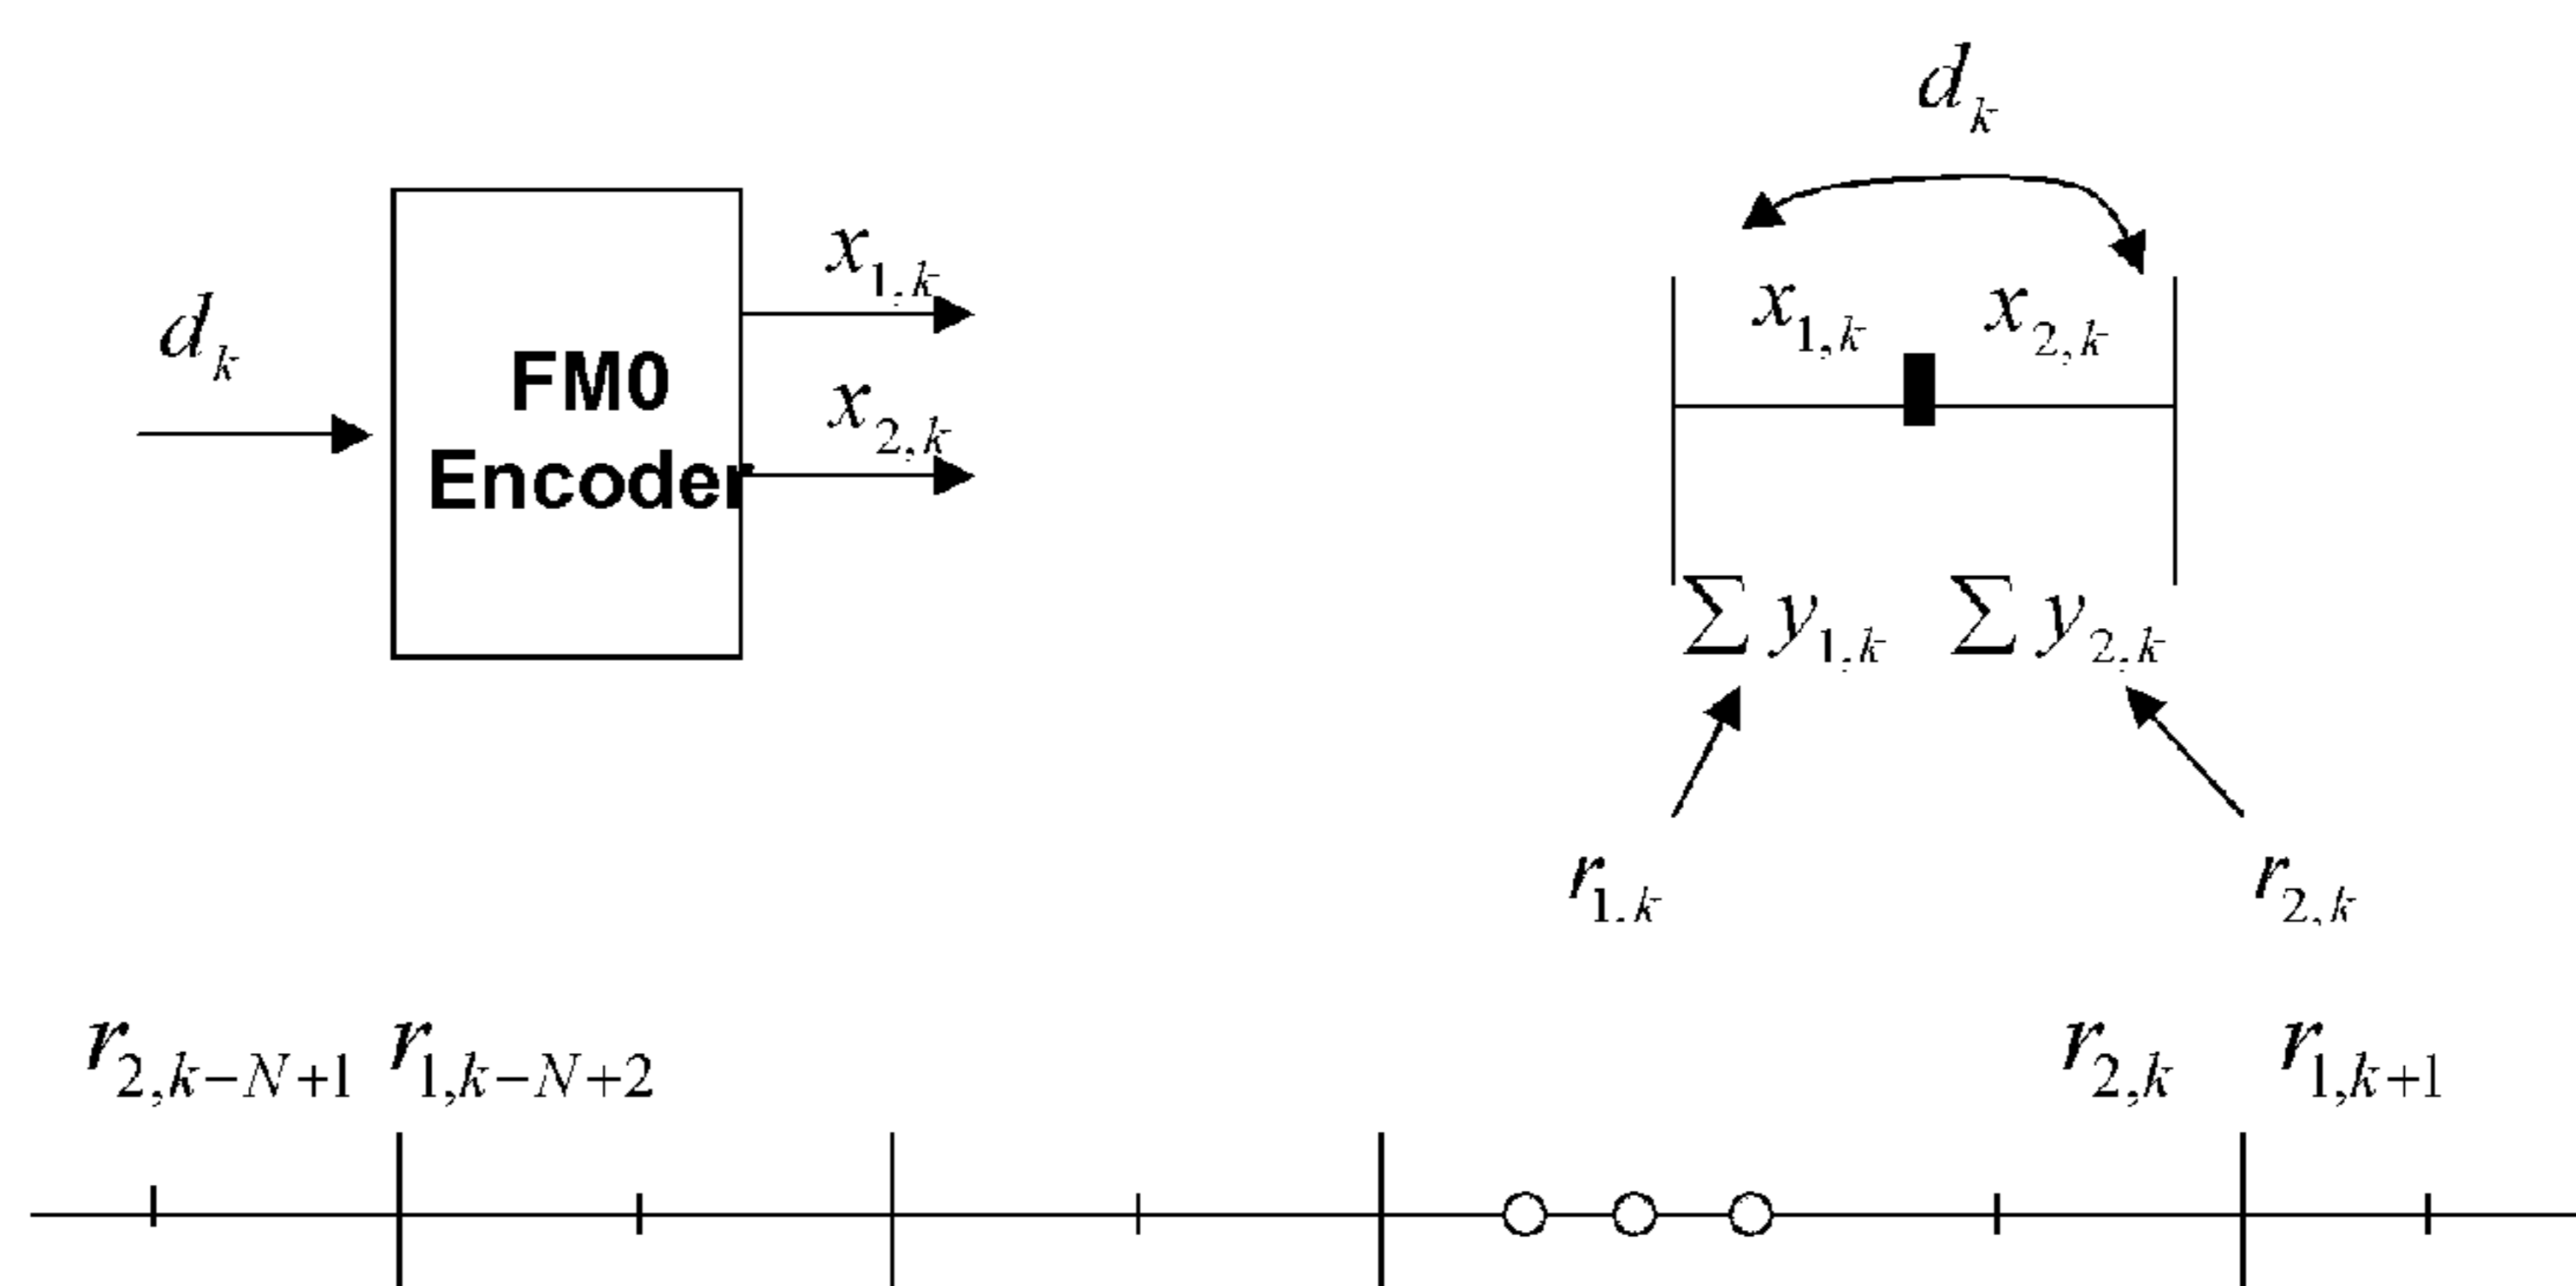 d_k
FM0
Encoder
x_{1,k}
x_{2,k}
d_k
x_{1,k} x_{2,k}
∑ y_{1,k} ∑ y_{2,k}
r_{1,k} r_{2,k}
r_{2,k−N+1} r_{1,k−N+2} r_{2,k} r_{1,k+1}